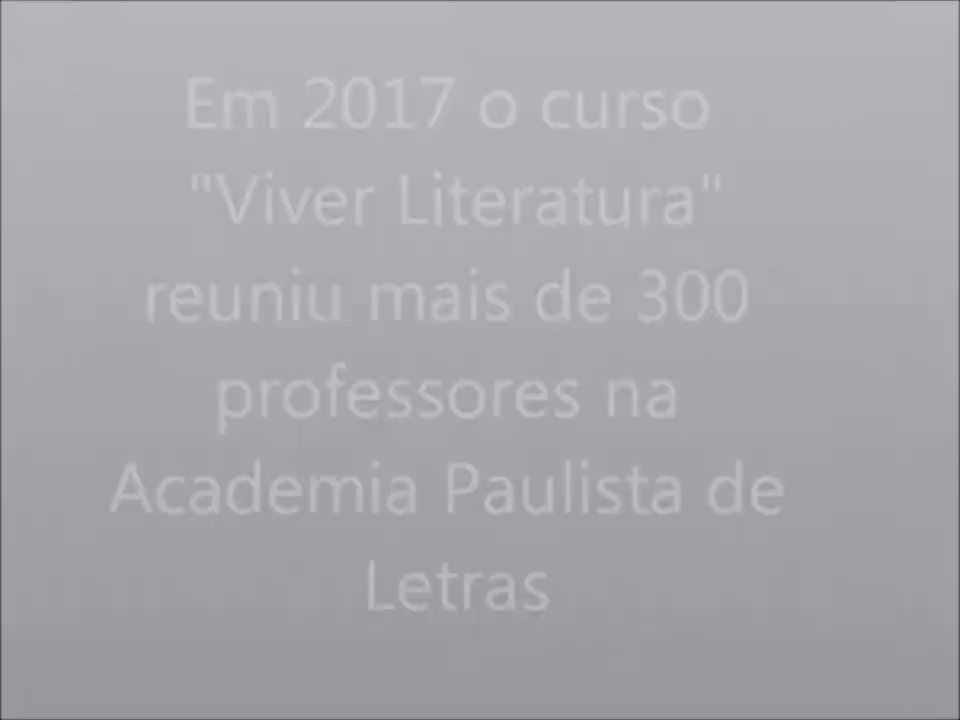 Em 2017 o curso
"Viver Literatura"
reuniu mais de 300
professores na
Academia Paulista de
Letras